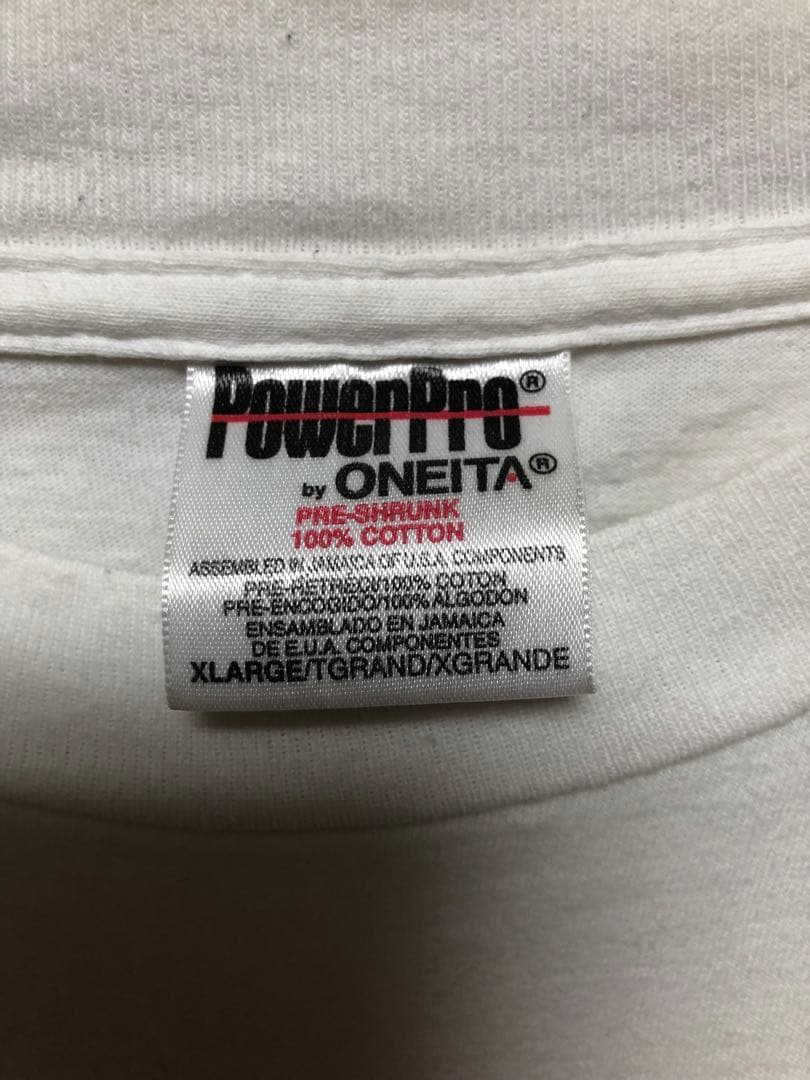 PowerPro®
by ONEITA®
PRE-SHRUNK
100% COTTON
ASSEMBLED IN JAMAICA OF U.S.A. COMPONENTS
PRE-RETRECI/100% COTON
PRE-ENCOGIDO/100% ALGODON
ENSAMBLADO EN JAMAICA
DE E.U.A. COMPONENTES
XLARGE/TGRAND/XGRANDE